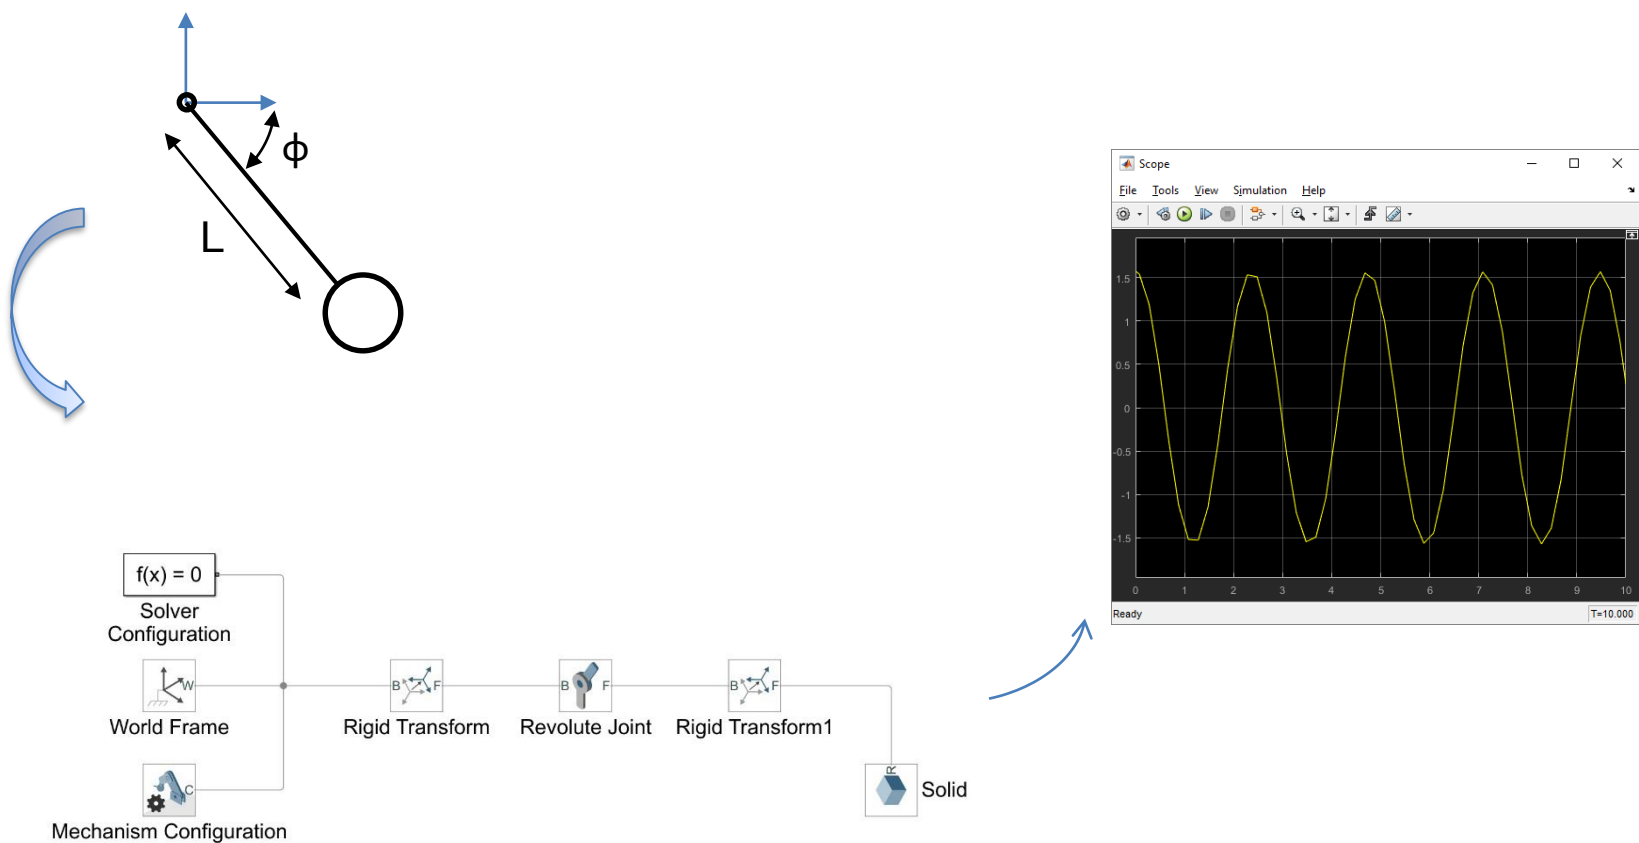 ϕ
L
f(x) = 0
Solver
Configuration
W
World Frame
C
Mechanism Configuration
B F
Rigid Transform
B F
Revolute Joint
B F
Rigid Transform1
R
Solid
Scope
File Tools View Simulation Help
1.5
1
0.5
0
-0.5
-1
-1.5
0 1 2 3 4 5 6 7 8 9 10
Ready T=10.000